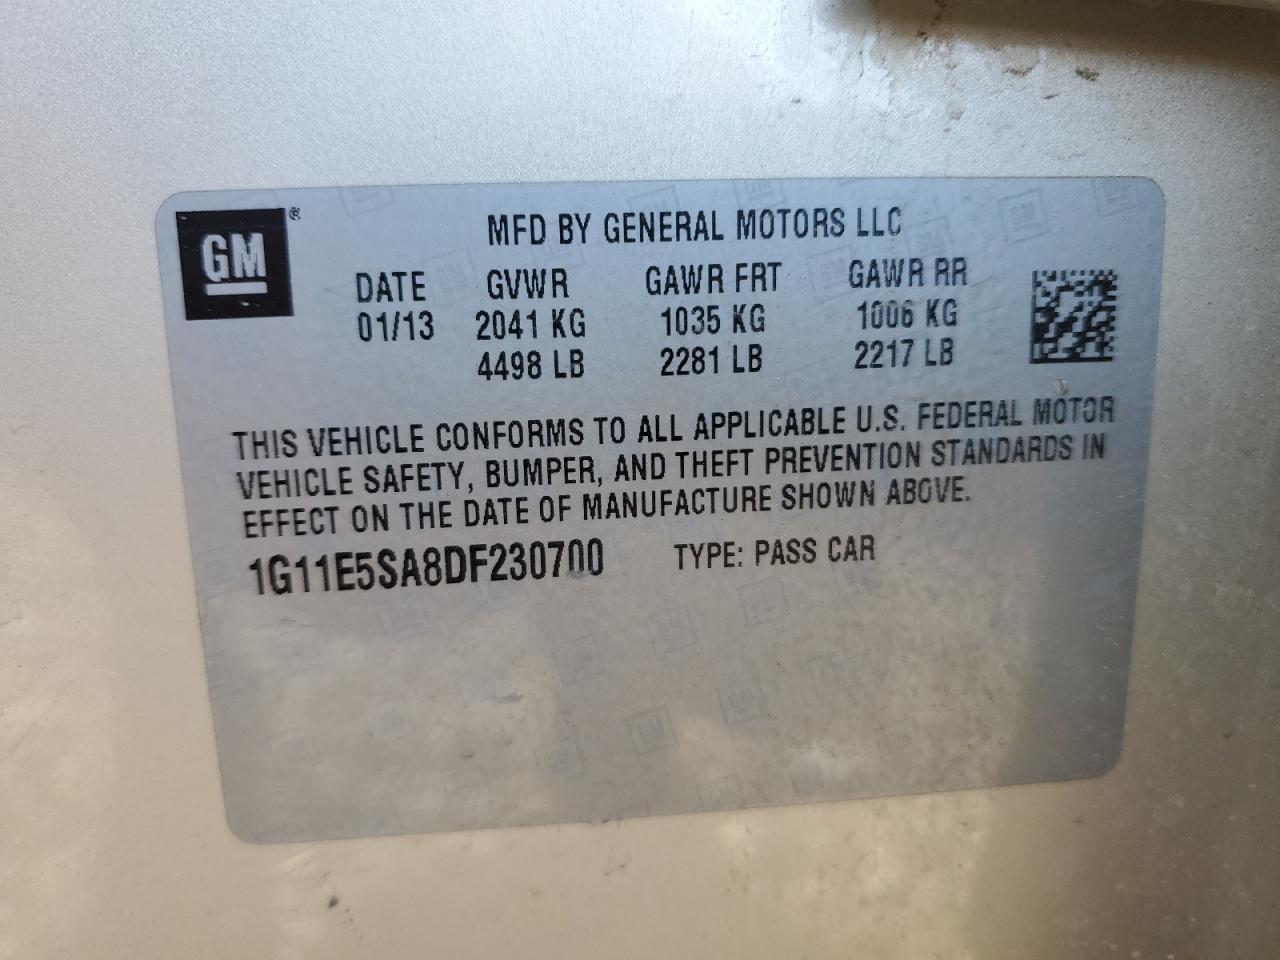 GM®
MFD BY GENERAL MOTORS LLC
DATE GVWR GAWR FRT GAWR RR
01/13 2041 KG 1035 KG 1006 KG
4498 LB 2281 LB 2217 LB
THIS VEHICLE CONFORMS TO ALL APPLICABLE U.S. FEDERAL MOTOR
VEHICLE SAFETY, BUMPER, AND THEFT PREVENTION STANDARDS IN
EFFECT ON THE DATE OF MANUFACTURE SHOWN ABOVE.
1G11E5SA8DF230700 TYPE: PASS CAR